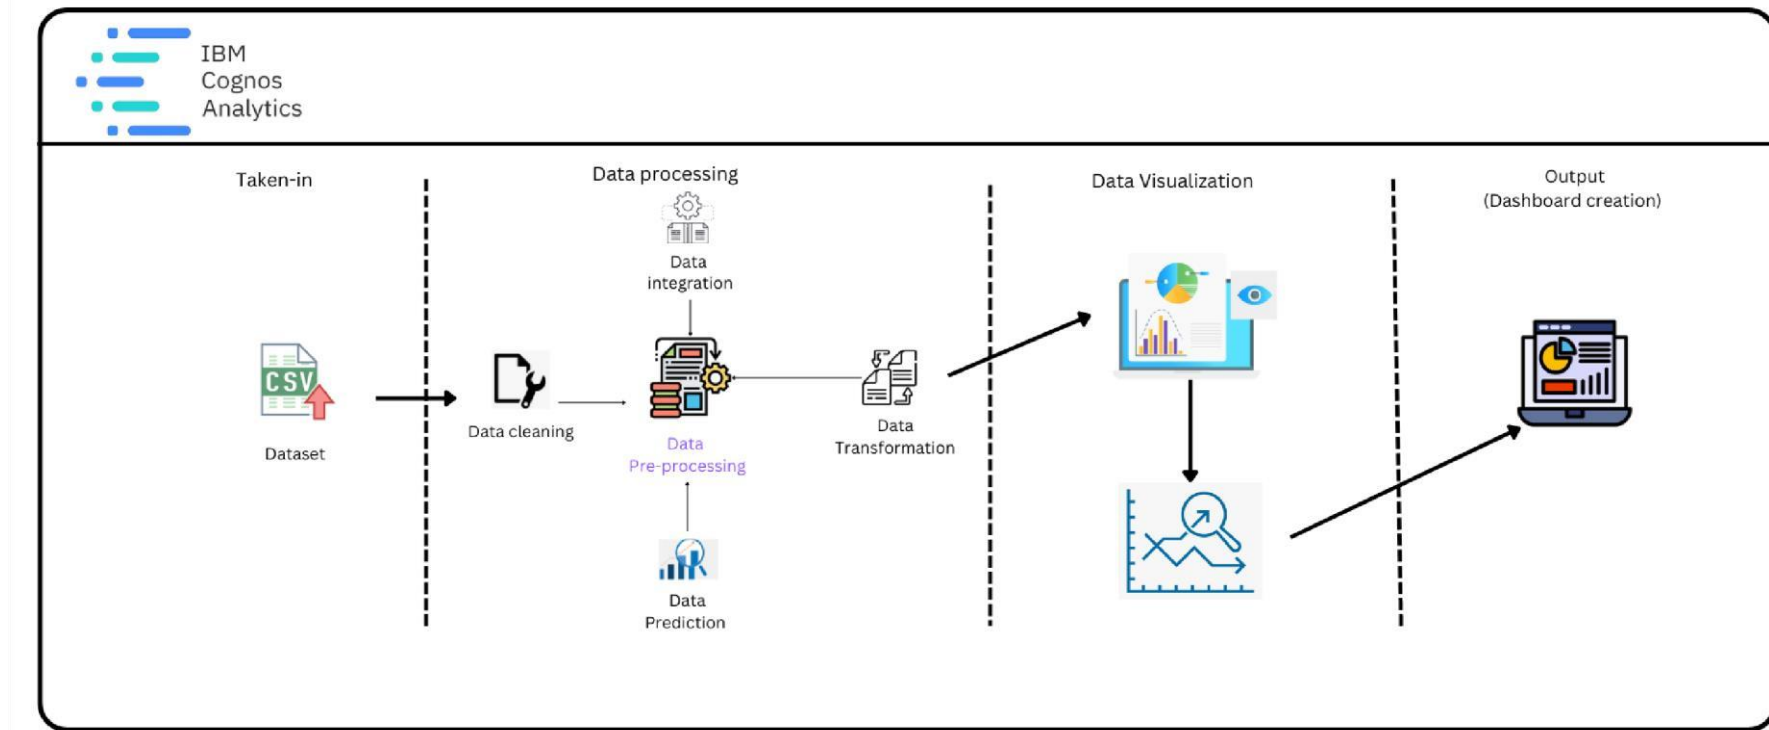 IBM
Cognos
Analytics
Taken-in
Data processing
Data Visualization
Output
(Dashboard creation)
Data
integration
CSV
Dataset
Data cleaning
Data
Pre-processing
Data
Transformation
Data
Prediction